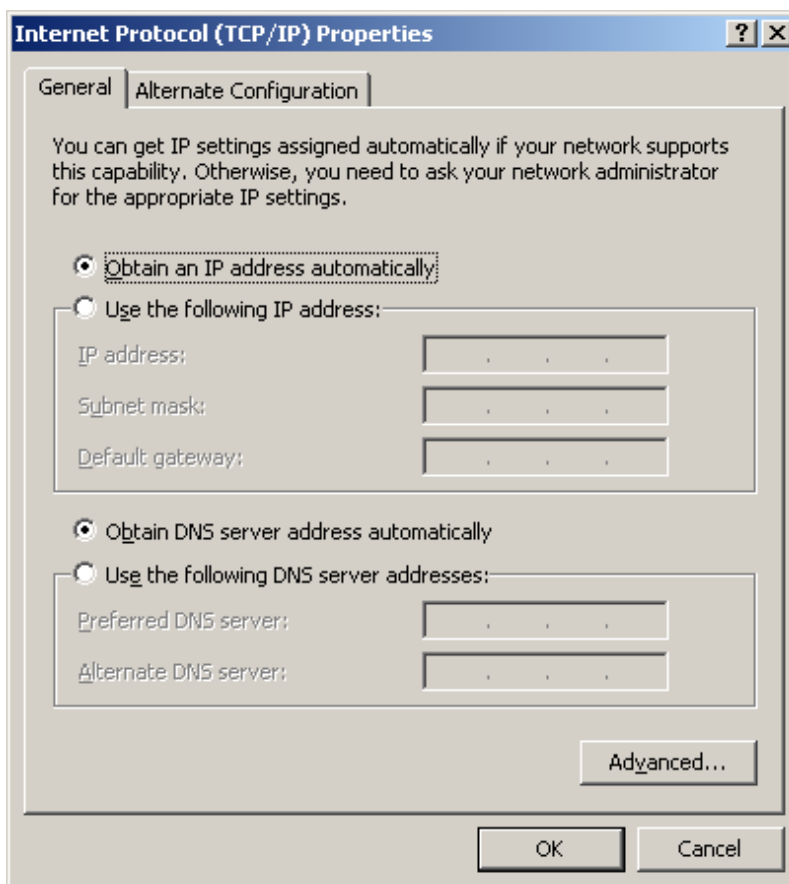 Internet Protocol (TCP/IP) Properties
General
Alternate Configuration
You can get IP settings assigned automatically if your network supports
this capability. Otherwise, you need to ask your network administrator
for the appropriate IP settings.
Obtain an IP address automatically
Use the following IP address:
IP address:
Subnet mask:
Default gateway:
Obtain DNS server address automatically
Use the following DNS server addresses:
Preferred DNS server:
Alternate DNS server:
Advanced...
OK
Cancel